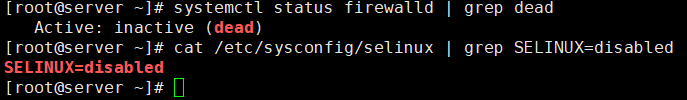 [root@server ~]# systemctl status firewalld | grep dead
   Active: inactive (dead)
[root@server ~]# cat /etc/sysconfig/selinux | grep SELINUX=disabled
SELINUX=disabled
[root@server ~]#